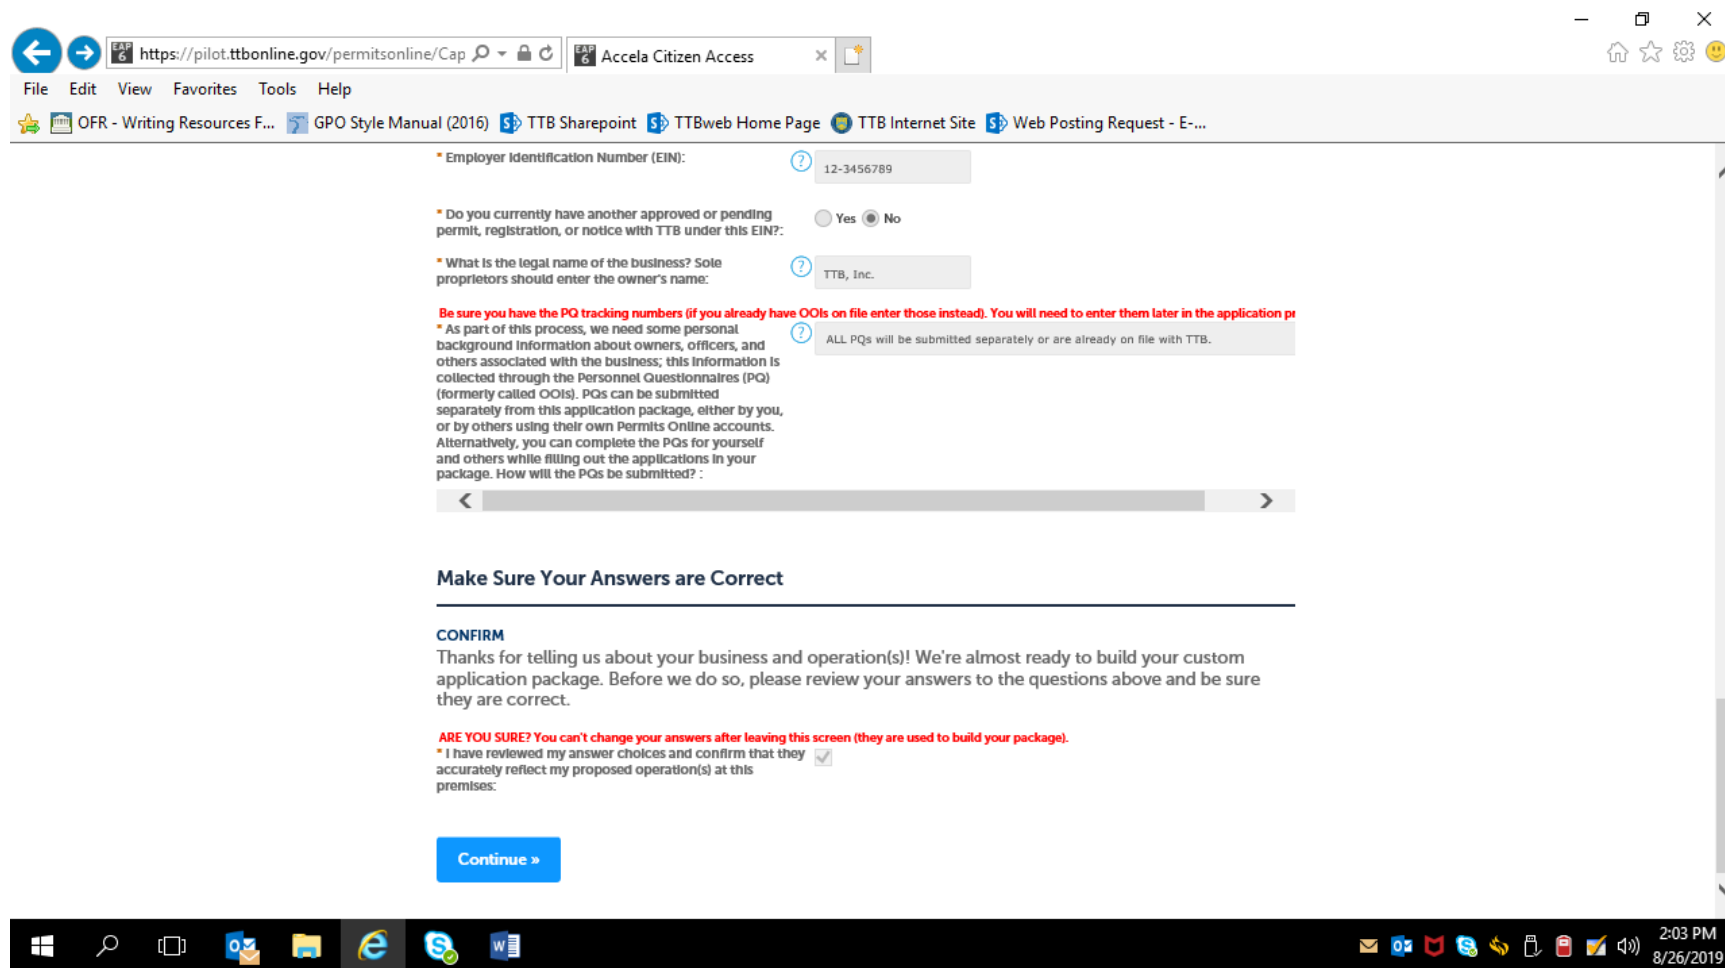 EAP 6 https://pilot.ttbonline.gov/permitsonline/Cap EAP 6 Accela Citizen Access
File Edit View Favorites Tools Help
OFR - Writing Resources F... GPO Style Manual (2016) TTB Sharepoint TTBweb Home Page TTB Internet Site Web Posting Request - E-...
* Employer Identification Number (EIN): ? 12-3456789
* Do you currently have another approved or pending Yes No
permit, registration, or notice with TTB under this EIN?:
* What is the legal name of the business? Sole ? TTB, Inc.
proprietors should enter the owner's name:
Be sure you have the PQ tracking numbers (if you already have OOIs on file enter those instead). You will need to enter them later in the application pr
* As part of this process, we need some personal ? ALL PQs will be submitted separately or are already on file with TTB.
background information about owners, officers, and
others associated with the business; this information is
collected through the Personnel Questionnaires (PQ)
(formerly called OOIs). PQs can be submitted
separately from this application package, either by you,
or by others using their own Permits Online accounts.
Alternatively, you can complete the PQs for yourself
and others while filling out the applications in your
package. How will the PQs be submitted? :
Make Sure Your Answers are Correct
CONFIRM
Thanks for telling us about your business and operation(s)! We're almost ready to build your custom
application package. Before we do so, please review your answers to the questions above and be sure
they are correct.
ARE YOU SURE? You can't change your answers after leaving this screen (they are used to build your package).
* I have reviewed my answer choices and confirm that they
accurately reflect my proposed operation(s) at this
premises:
Continue »
2:03 PM
8/26/2019